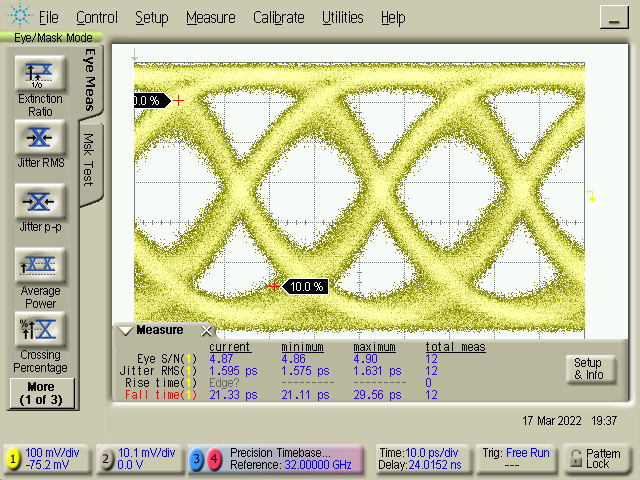 File Control Setup Measure Calibrate Utilities Help
Eye/Mask Mode
Eye Meas
Msk Test
Extinction
Ratio
Jitter RMS
Jitter p-p
Average
Power
Crossing
Percentage
More
(1 of 3)
0.0 %
10.0 %
Measure
current minimum maximum total meas
Eye S/N(1) 4.87 4.86 4.90 12
Jitter RMS(1) 1.595 ps 1.575 ps 1.631 ps 12
Rise time(1) Edge? --------- --------- 0
Fall time(1) 21.33 ps 21.11 ps 29.56 ps 12
Setup
& Info
17 Mar 2022 19:37
1 100 mV/div
-75.2 mV
2 10.1 mV/div
0.0 V
3 4 Precision Timebase...
Reference: 32.00000 GHz
Time:10.0 ps/div
Delay:24.0152 ns
Trig: Free Run
---
Pattern
Lock